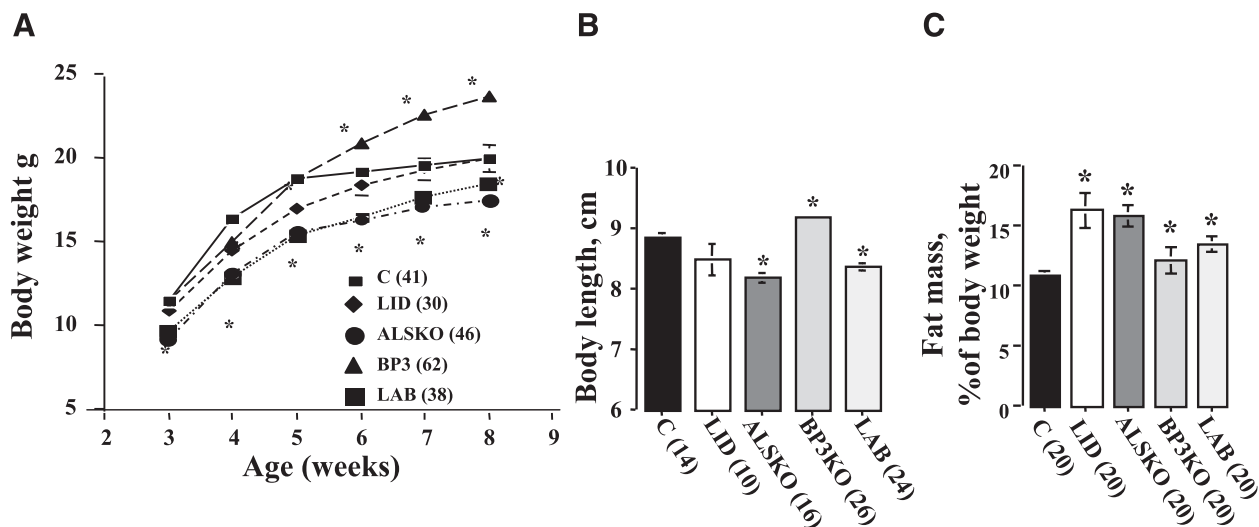 A
Body weight g
25
20
15
10
5
2 3 4 5 6 7 8 9
Age (weeks)
* * * * * * * * * * *
C (41)
LID (30)
ALSKO (46)
BP3 (62)
LAB (38)
B
Body length, cm
10
9
8
7
6
* * *
C (14)
LID (10)
ALSKO (16)
BP3KO (26)
LAB (24)
C
Fat mass,
%of body weight
20
15
10
5
0
* * * *
C (20)
LID (20)
ALSKO (20)
BP3KO (20)
LAB (20)